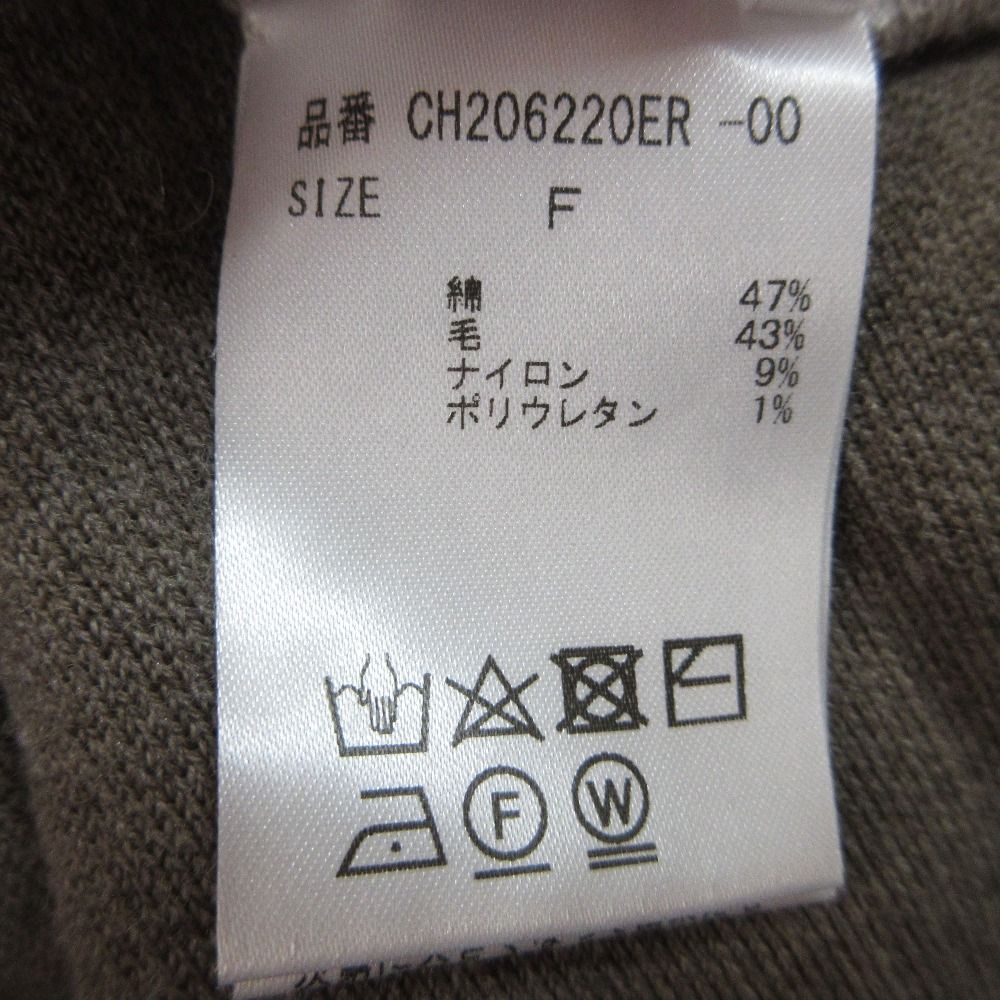 品番 CH206220ER -00
SIZE F
綿 47%
毛 43%
ナイロン 9%
ポリウレタン 1%
F W